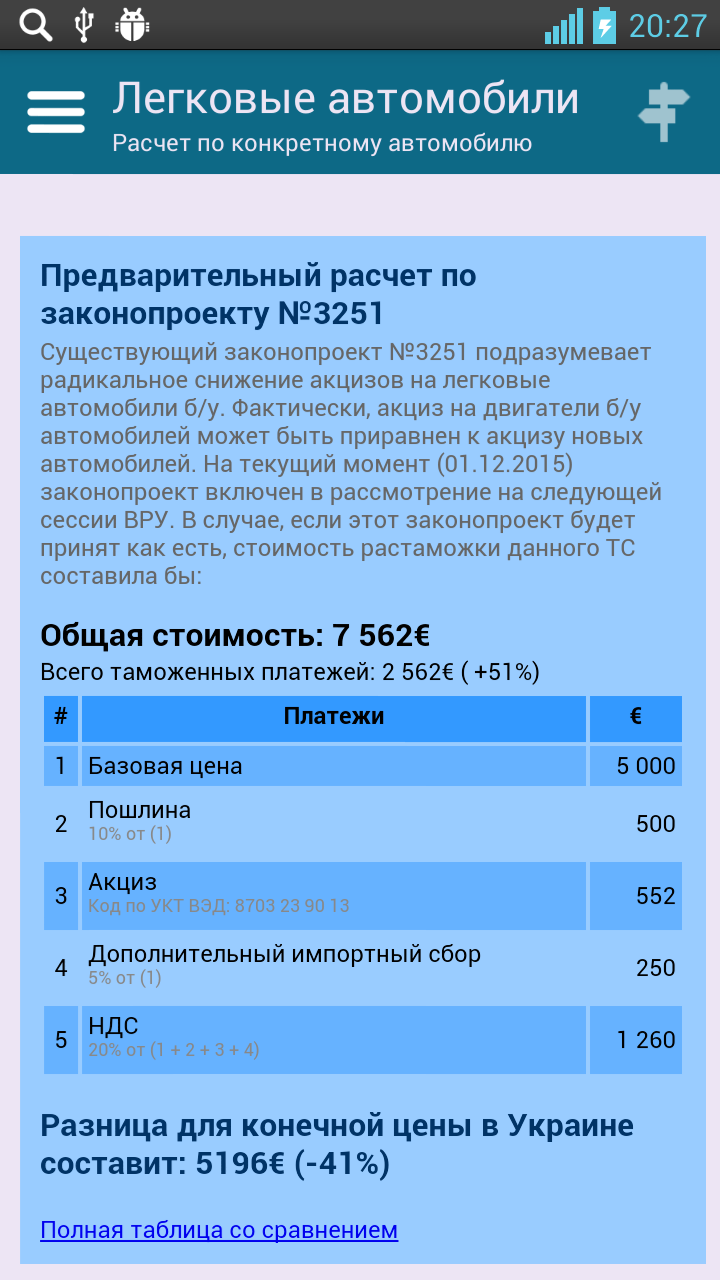 20:27
Легковые автомобили
Расчет по конкретному автомобилю
Предварительный расчет по
законопроекту №3251
Существующий законопроект №3251 подразумевает
радикальное снижение акцизов на легковые
автомобили б/у. Фактически, акциз на двигатели б/у
автомобилей может быть приравнен к акцизу новых
автомобилей. На текущий момент (01.12.2015)
законопроект включен в рассмотрение на следующей
сессии ВРУ. В случае, если этот законопроект будет
принят как есть, стоимость растаможки данного ТС
составила бы:
Общая стоимость: 7 562€
Всего таможенных платежей: 2 562€ ( +51%)
# Платежи €
1 Базовая цена 5 000
2 Пошлина 500
10% от (1)
3 Акциз 552
Код по УКТ ВЭД: 8703 23 90 13
4 Дополнительный импортный сбор 250
5% от (1)
5 НДС 1 260
20% от (1 + 2 + 3 + 4)
Разница для конечной цены в Украине
составит: 5196€ (-41%)
Полная таблица со сравнением